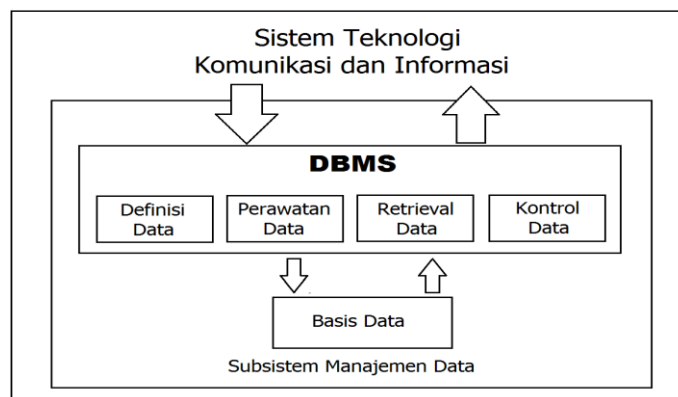 Sistem Teknologi
Komunikasi dan Informasi
DBMS
Definisi
Data
Perawatan
Data
Retrieval
Data
Kontrol
Data
Basis Data
Subsistem Manajemen Data